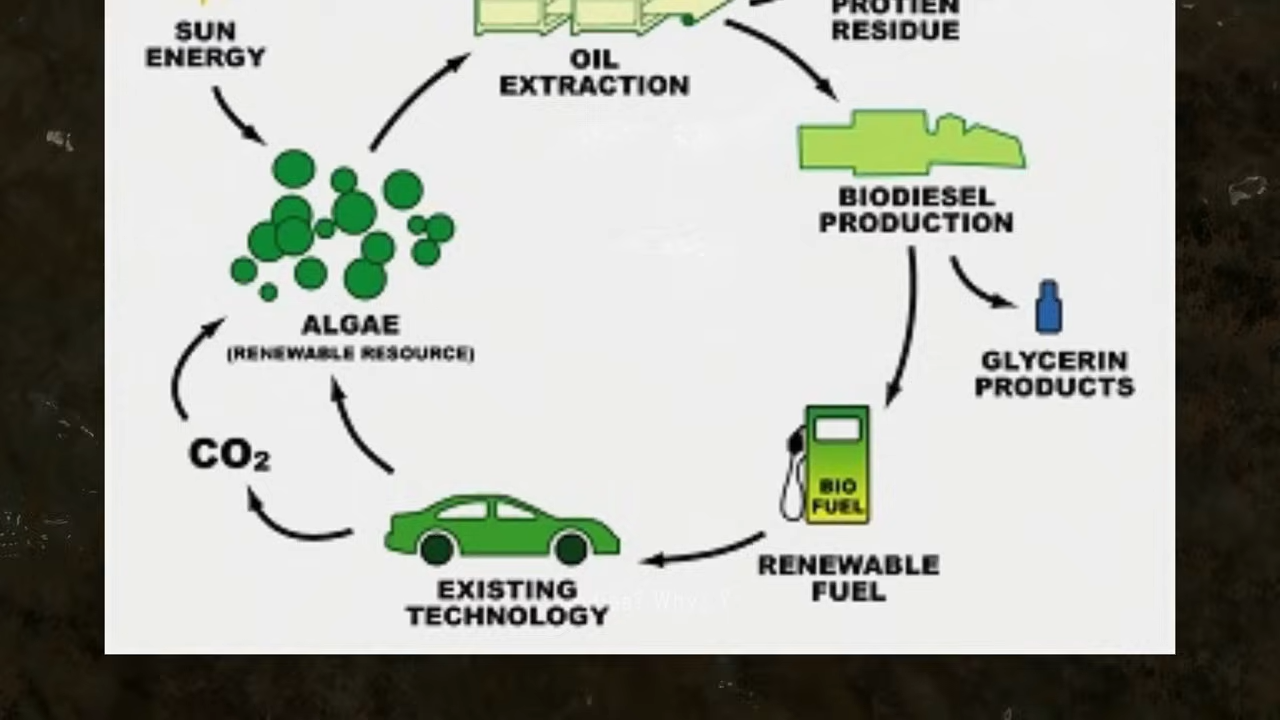 PROTIEN
RESIDUE
SUN
ENERGY
OIL
EXTRACTION
BIODIESEL
PRODUCTION
ALGAE
(RENEWABLE RESOURCE)
GLYCERIN
PRODUCTS
CO₂
BIO
FUEL
RENEWABLE
FUEL
EXISTING
TECHNOLOGY